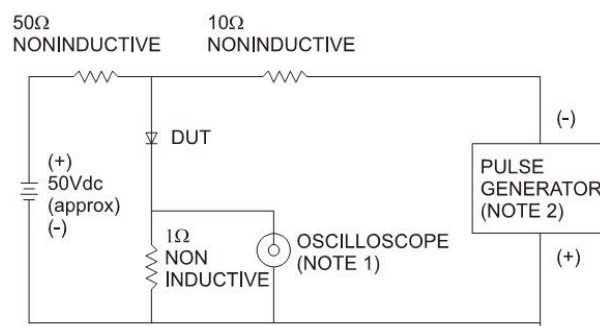 50Ω
NONINDUCTIVE
10Ω
NONINDUCTIVE
DUT
(+)
50Vdc
(approx)
(-)
1Ω
NON
INDUCTIVE
OSCILLOSCOPE
(NOTE 1)
(-)
PULSE
GENERATOR
(NOTE 2)
(+)